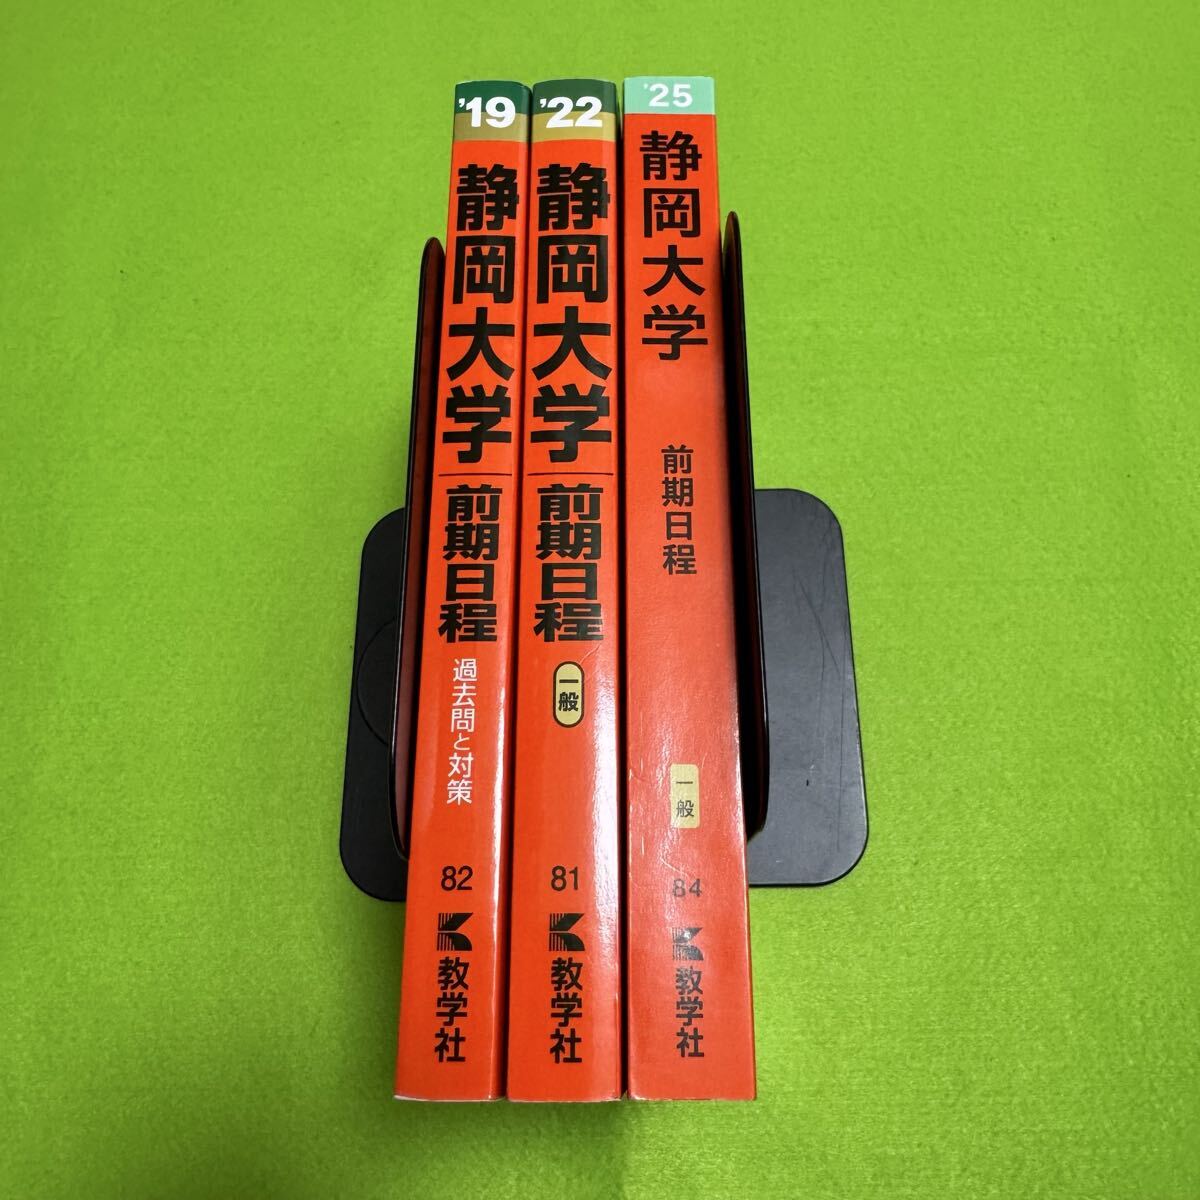 '19
静岡大学
前期日程
過去問と対策
82
教学社
'22
静岡大学
前期日程
一般
81
教学社
'25
静岡大学
前期日程
一般
84
教学社